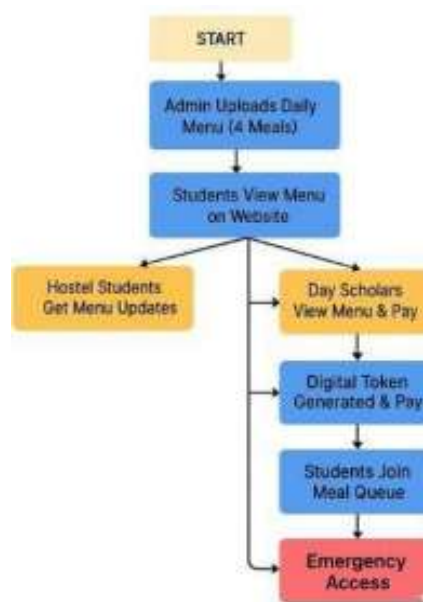 START
Admin Uploads Daily
Menu (4 Meals)
Students View Menu
on Website
Hostel Students
Get Menu Updates
Day Scholars
View Menu & Pay
Digital Token
Generated & Pay
Students Join
Meal Queue
Emergency
Access